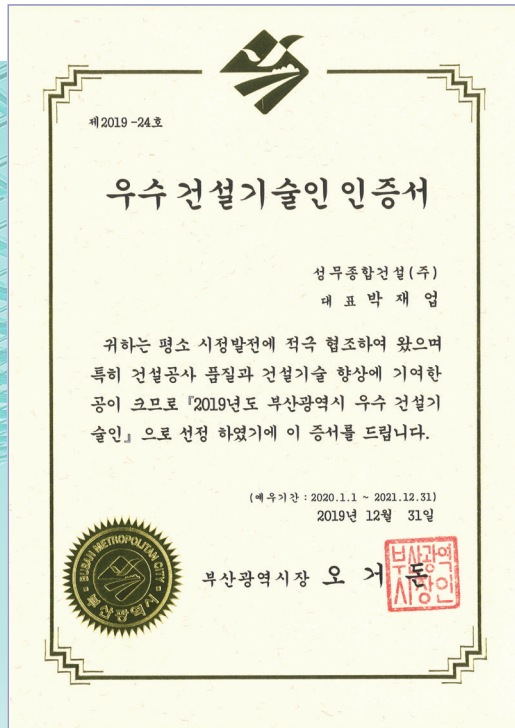 제2019-24호
우수 건설기술인 인증서
성무종합건설(주)
대표 박재업
귀하는 평소 시정발전에 적극 협조하여 왔으며
특히 건설공사 품질과 건설기술 향상에 기여한
공이 크므로 『2019년도 부산광역시 우수 건설기
술인』으로 선정 하였기에 이 증서를 드립니다.
(예우기간 : 2020.1.1 ~ 2021.12.31)
2019년 12월 31일
BUSAN METROPOLITAN CITY
부산광역시
부산광역시장 오거돈
부산광역
시장인